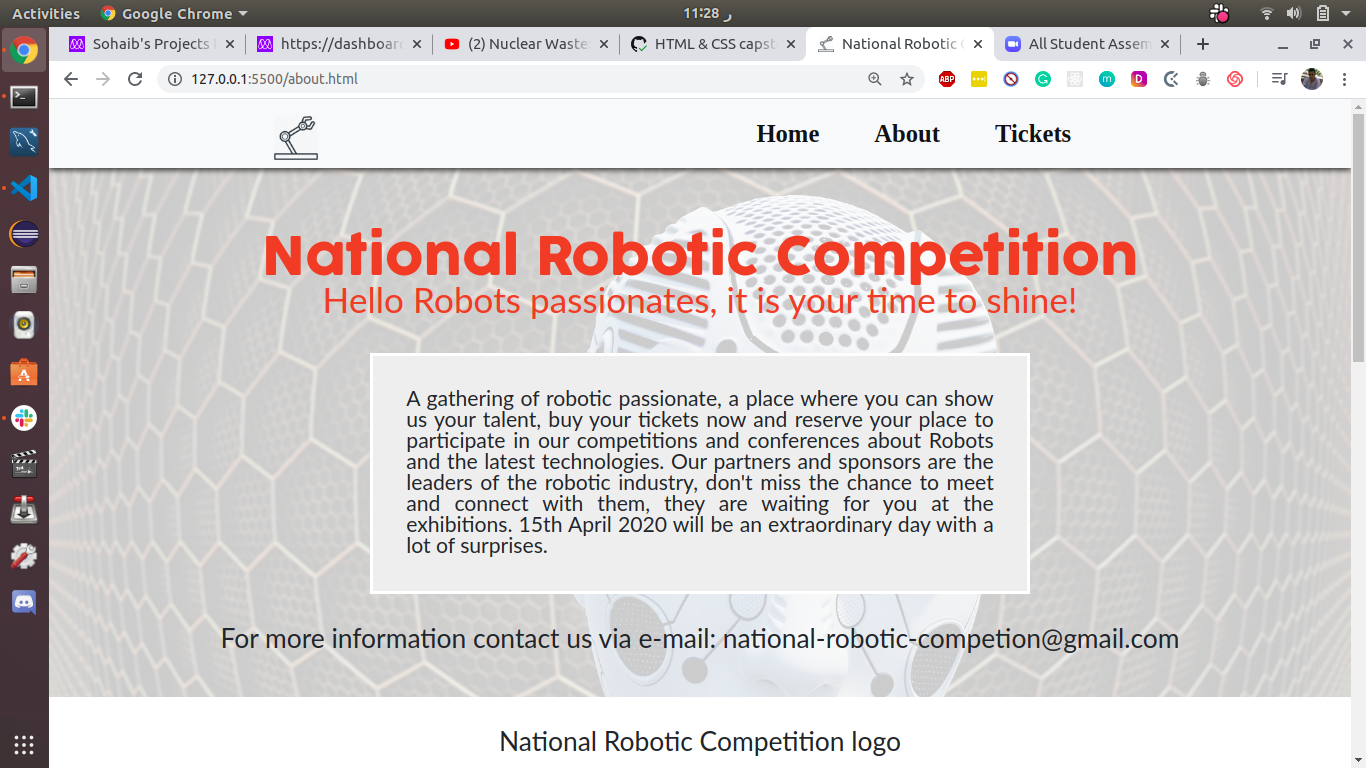 Activities Google Chrome 11:28 ر
Sohaib's Projects https://dashboard (2) Nuclear Waste HTML & CSS capst National Robotic All Student Assem
127.0.0.1:5500/about.html
ABP
Home About Tickets
National Robotic Competition
Hello Robots passionates, it is your time to shine!
A gathering of robotic passionate, a place where you can show
us your talent, buy your tickets now and reserve your place to
participate in our competitions and conferences about Robots
and the latest technologies. Our partners and sponsors are the
leaders of the robotic industry, don't miss the chance to meet
and connect with them, they are waiting for you at the
exhibitions. 15th April 2020 will be an extraordinary day with a
lot of surprises.
For more information contact us via e-mail: national-robotic-competion@gmail.com
National Robotic Competition logo